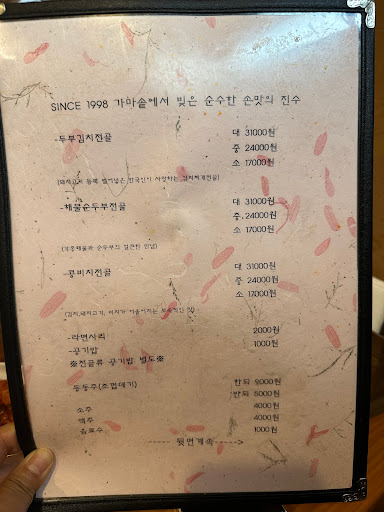 SINCE 1998 가마솥에서 빚은 순수한 손맛의 진수
-두부김치전골 대 31000원
중 24000원
소 17000원
-해물순두부전골 대 31000원
중 24000원
소 17000원
-콩비지전골 대 31000원
중 24000원
소 17000원
-라면사리 2000원
-공기밥 1000원
※전골류 공기밥 별도※
동동주(호껍데기) 한되 9000원
반되 5000원
소주 4000원
맥주 4000원
음료수 1000원
------ 뒷면계속------>